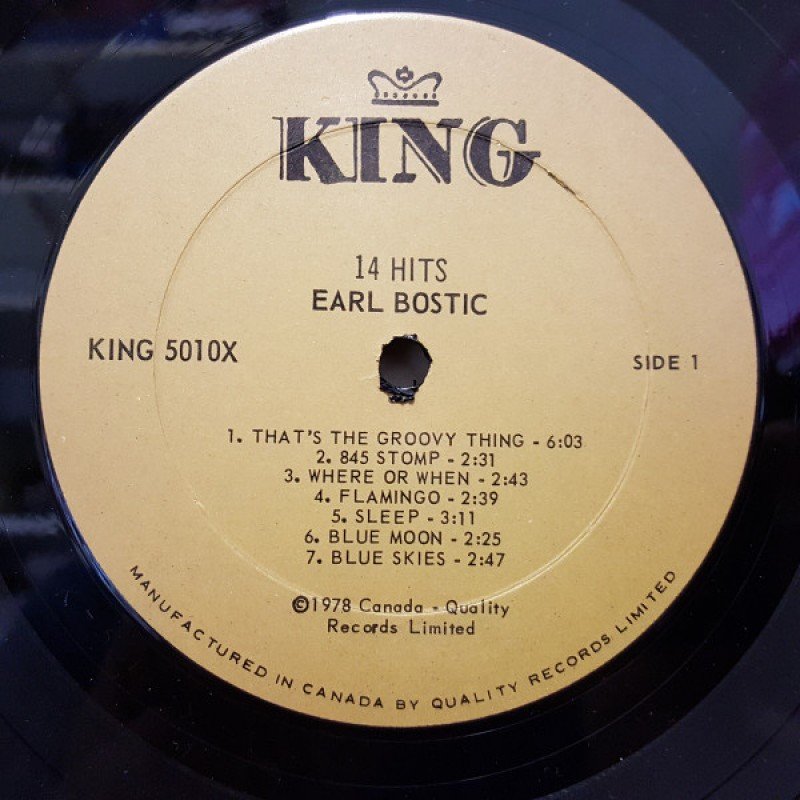 KING
14 HITS
EARL BOSTIC
KING 5010X
SIDE 1
1. THAT'S THE GROOVY THING - 6:03
2. 845 STOMP - 2:31
3. WHERE OR WHEN - 2:43
4. FLAMINGO - 2:39
5. SLEEP - 3:11
6. BLUE MOON - 2:25
7. BLUE SKIES - 2:47
©1978 Canada - Quality
Records Limited
MANUFACTURED IN CANADA BY QUALITY RECORDS LIMITED